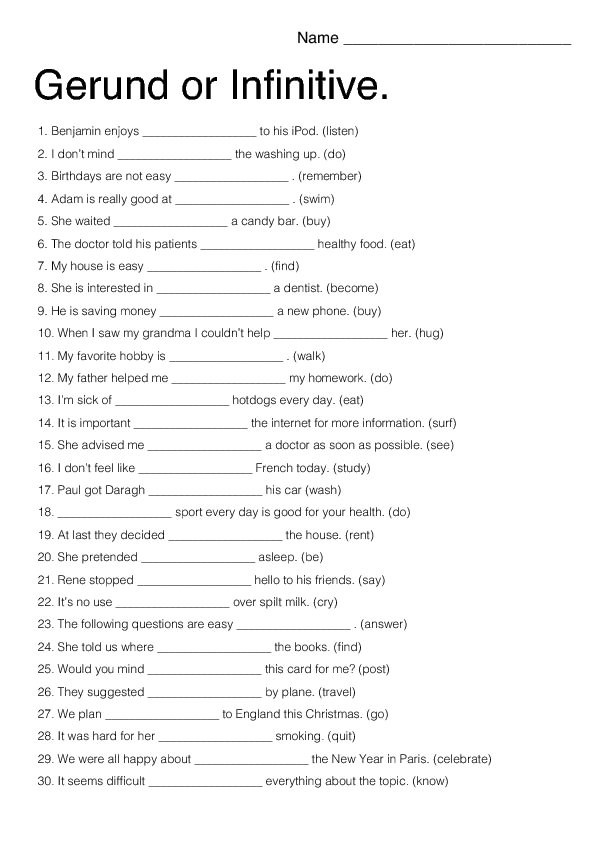 Name ____________________________
Gerund or Infinitive.
1. Benjamin enjoys _________________ to his iPod. (listen)
2. I don't mind _________________ the washing up. (do)
3. Birthdays are not easy _________________ . (remember)
4. Adam is really good at _________________ . (swim)
5. She waited _________________ a candy bar. (buy)
6. The doctor told his patients _________________ healthy food. (eat)
7. My house is easy _________________ . (find)
8. She is interested in _________________ a dentist. (become)
9. He is saving money _________________ a new phone. (buy)
10. When I saw my grandma I couldn't help _________________ her. (hug)
11. My favorite hobby is _________________ . (walk)
12. My father helped me _________________ my homework. (do)
13. I'm sick of _________________ hotdogs every day. (eat)
14. It is important _________________ the internet for more information. (surf)
15. She advised me _________________ a doctor as soon as possible. (see)
16. I don't feel like _________________ French today. (study)
17. Paul got Daragh _________________ his car (wash)
18. _________________ sport every day is good for your health. (do)
19. At last they decided _________________ the house. (rent)
20. She pretended _________________ asleep. (be)
21. Rene stopped _________________ hello to his friends. (say)
22. It's no use _________________ over spilt milk. (cry)
23. The following questions are easy _________________ . (answer)
24. She told us where _________________ the books. (find)
25. Would you mind _________________ this card for me? (post)
26. They suggested _________________ by plane. (travel)
27. We plan _________________ to England this Christmas. (go)
28. It was hard for her _________________ smoking. (quit)
29. We were all happy about _________________ the New Year in Paris. (celebrate)
30. It seems difficult _________________ everything about the topic. (know)